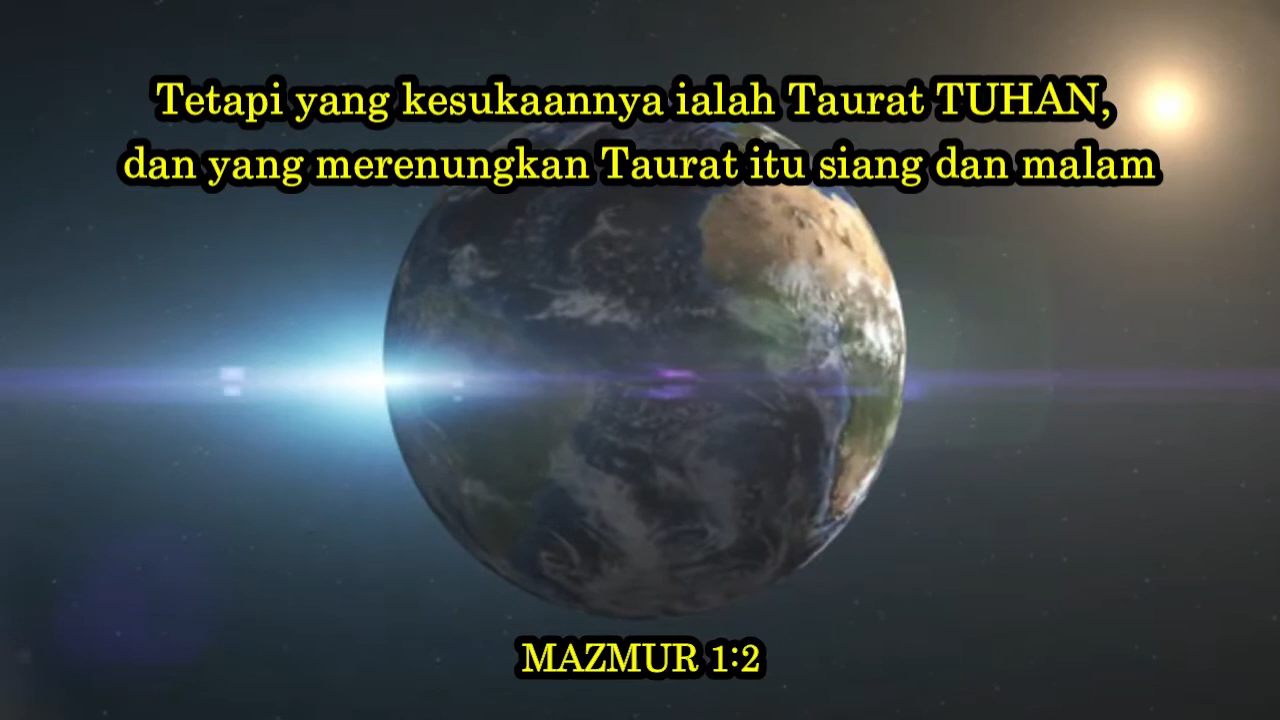 Tetapi yang kesukaannya ialah Taurat TUHAN,
dan yang merenungkan Taurat itu siang dan malam
MAZMUR 1:2